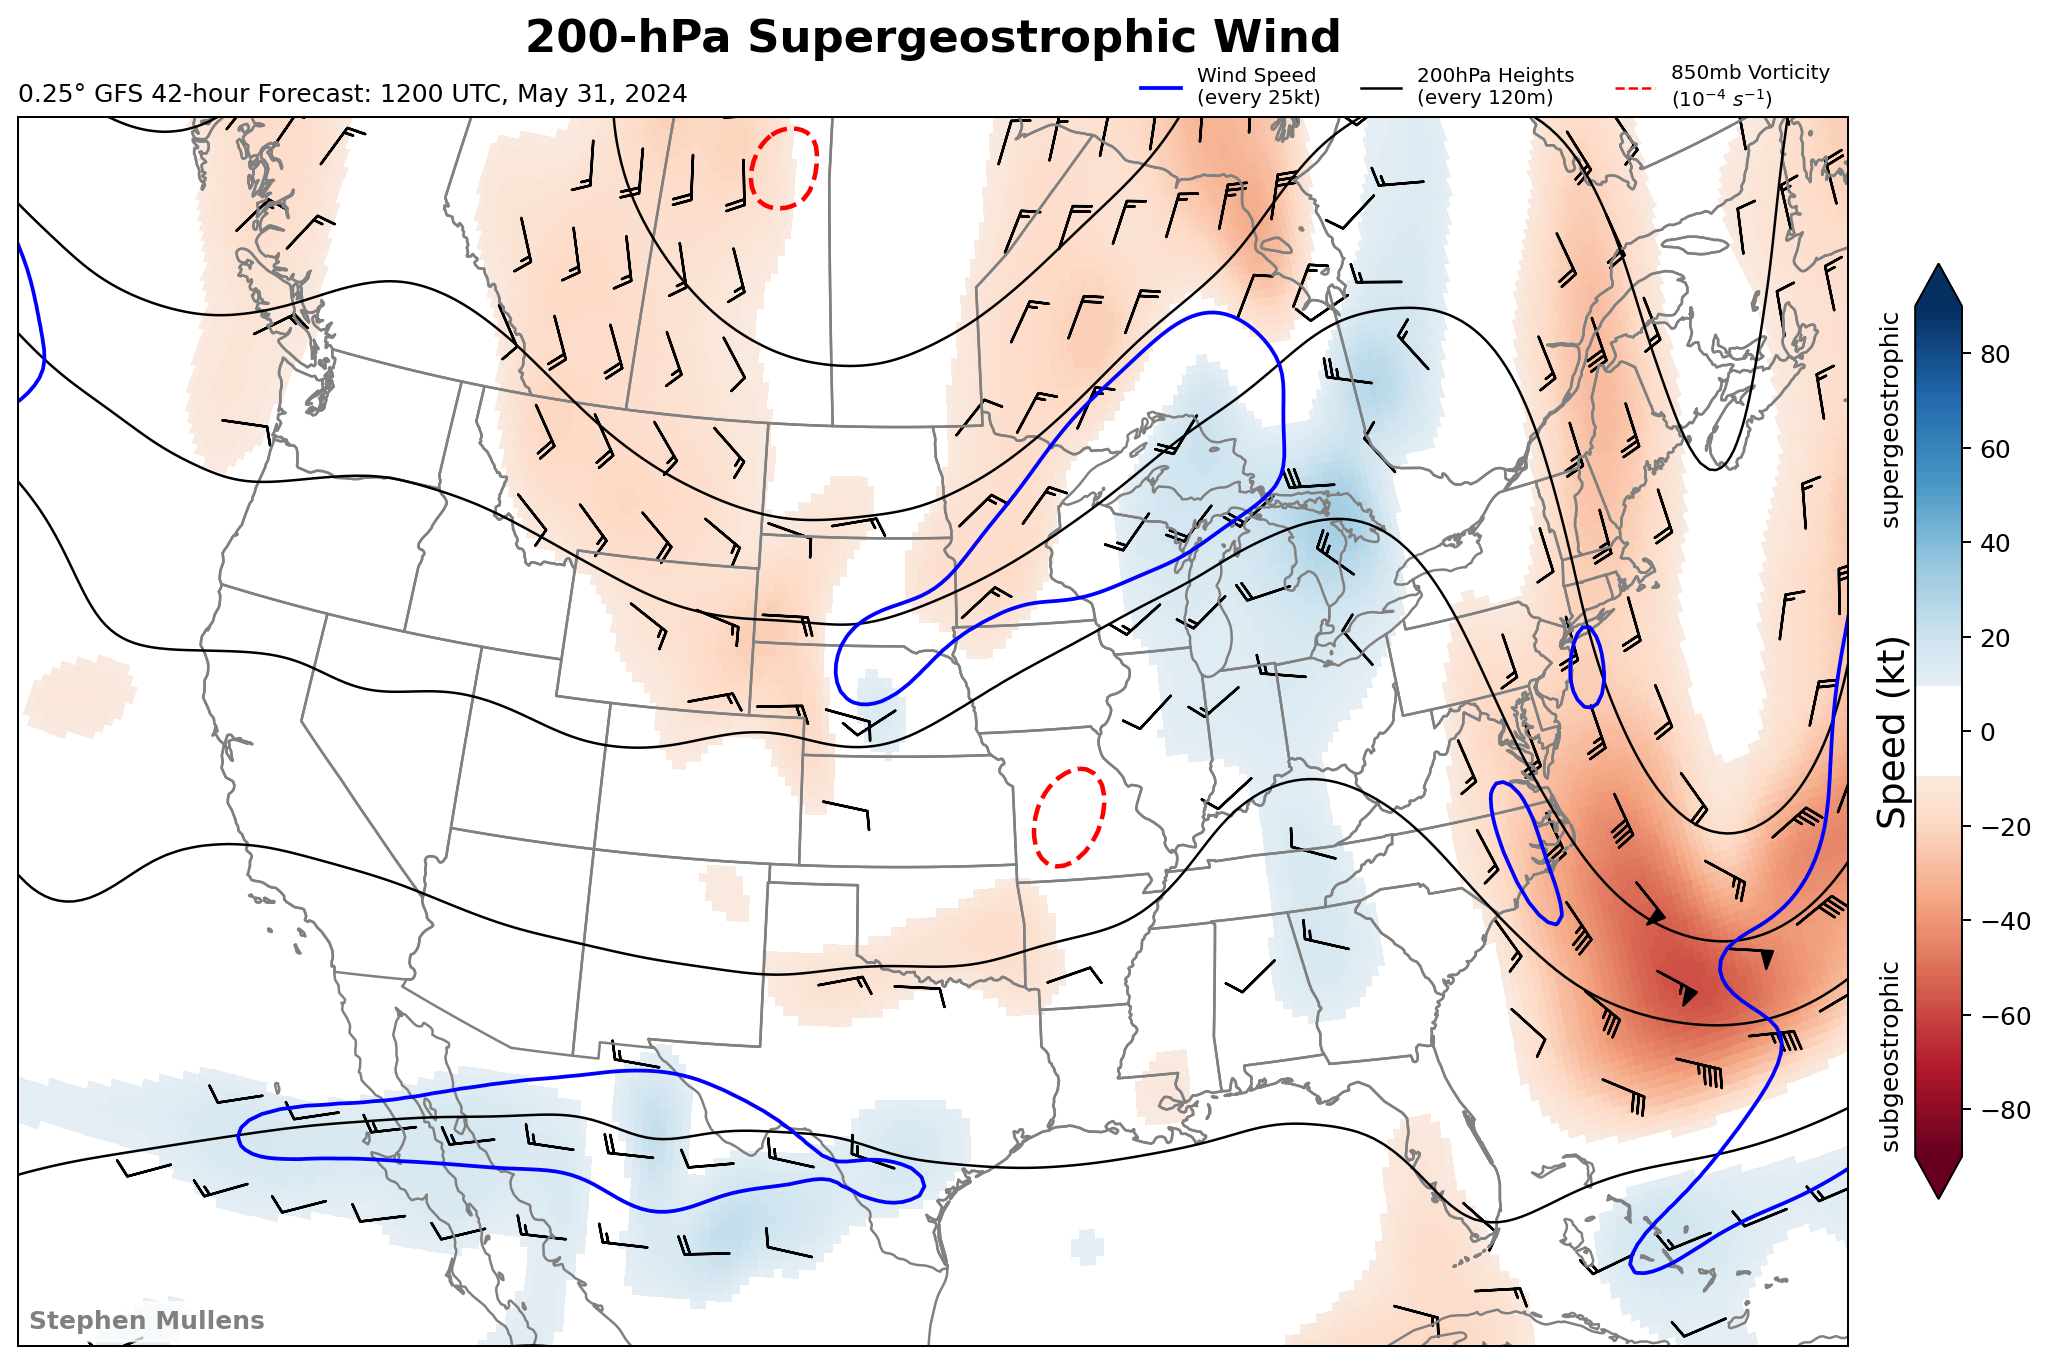 200-hPa Supergeostrophic Wind
0.25° GFS 42-hour Forecast: 1200 UTC, May 31, 2024
Wind Speed
(every 25kt)
200hPa Heights
(every 120m)
850mb Vorticity
(10⁻⁴ s⁻¹)
supergeostrophic
Speed (kt)
subgeostrophic
80
60
40
20
0
−20
−40
−60
−80
Stephen Mullens